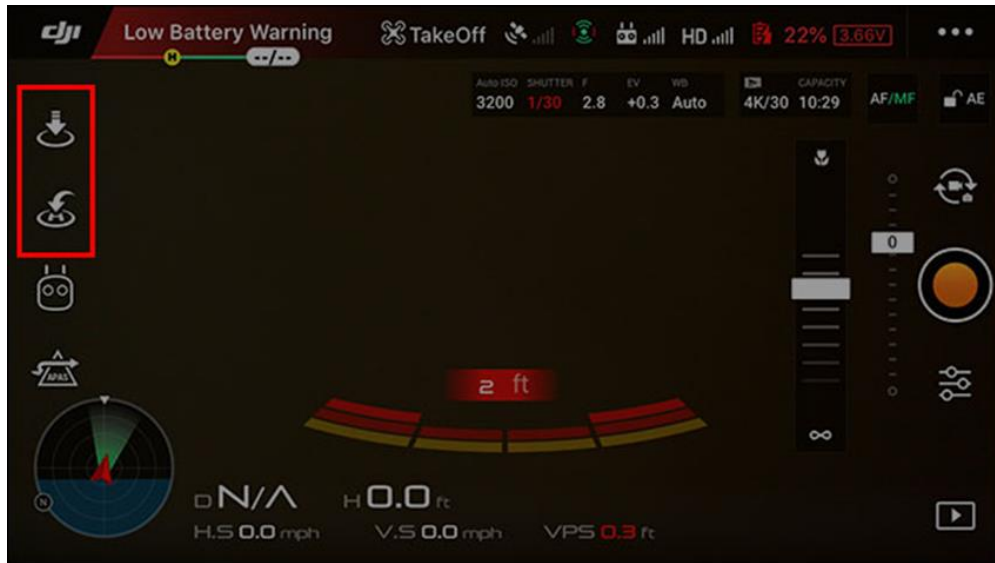 dji Low Battery Warning TakeOff HD 22% 3.66V
H --/--
Auto ISO SHUTTER F EV WB CAPACITY
3200 1/30 2.8 +0.3 Auto 4K/30 10:29 AF/MF AE
0
APAS
2 ft
N
D N/A H 0.0 ft
H.S 0.0 mph V.S 0.0 mph VPS 0.3 ft